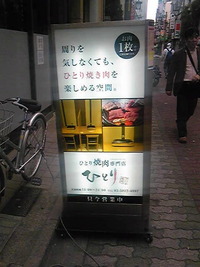 お肉
1枚
周りを
気しなくても、
ひとり焼き肉を
楽しめる空間。
ひとり焼肉専門店
ひとり
只今営業中